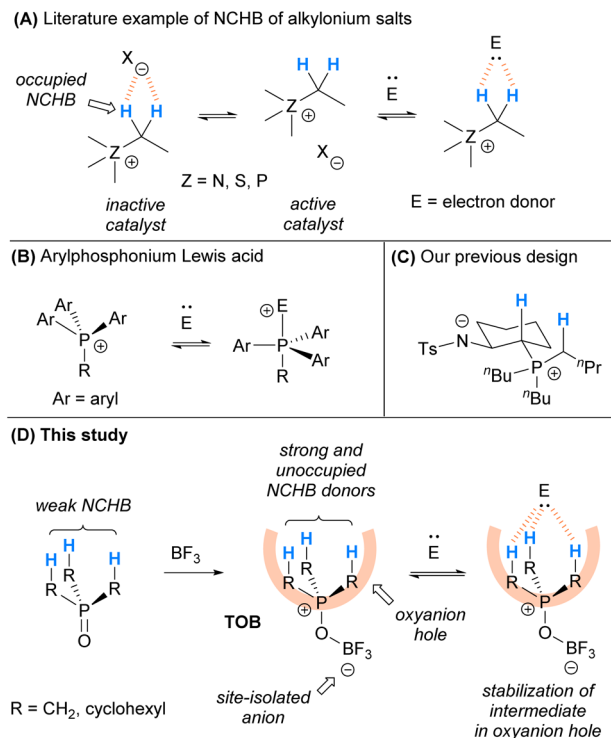 (A) Literature example of NCHB of alkylonium salts
X
⊖
occupied
NCHB
H H
Z
⊕
inactive
catalyst
H H
Z
⊕
X
⊖
Z = N, S, P
active
catalyst
..
E
E
..
H H
Z
⊕
E = electron donor
(B) Arylphosphonium Lewis acid
Ar
Ar
Ar
P
⊕
R
Ar = aryl
..
E
⊕
E
Ar
Ar
P
Ar
R
(C) Our previous design
H
H
⊖
Ts N
nPr
nBu P
⊕
nBu
(D) This study
weak NCHB
H H H
R R R
P
O
R = CH2, cyclohexyl
BF3
strong and
unoccupied
NCHB donors
H H H
R R R
P
⊕
TOB
O
BF3
⊖
oxyanion
hole
site-isolated
anion
..
E
E
..
H H H
R R R
P
⊕
O
BF3
⊖
stabilization of
intermediate
in oxyanion hole